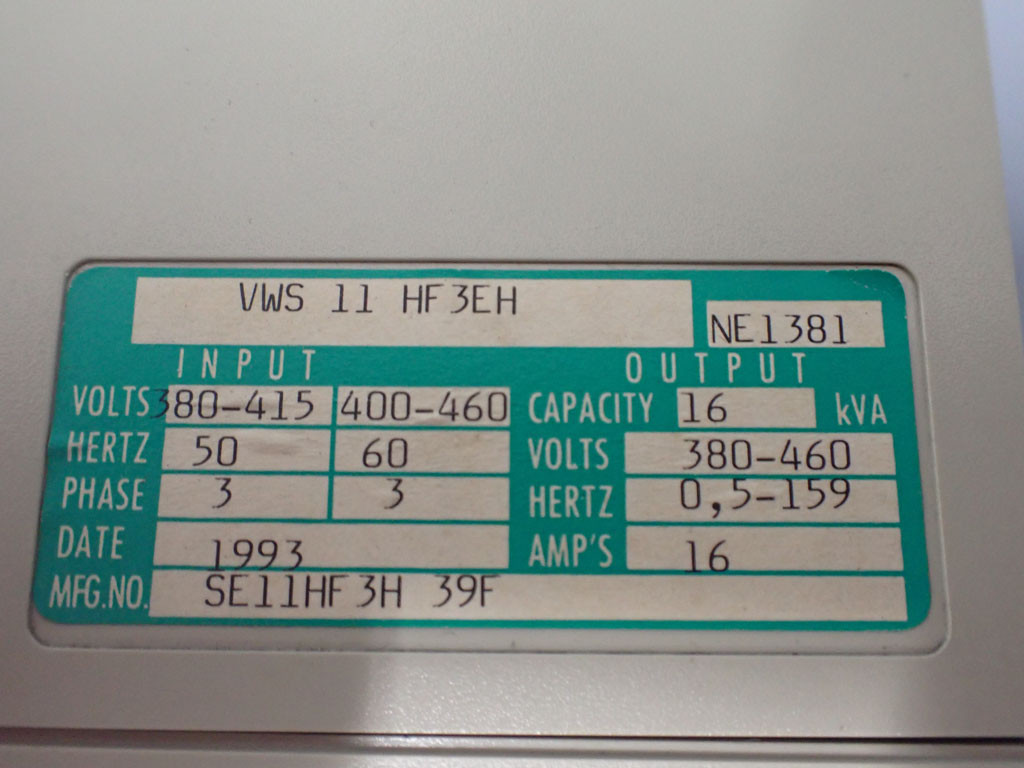 VWS 11 HF3EH
NE1381
INPUT OUTPUT
VOLTS 380-415 400-460 CAPACITY 16 kVA
HERTZ 50 60 VOLTS 380-460
PHASE 3 3 HERTZ 0,5-159
DATE 1993 AMP'S 16
MFG.NO. SE11HF3H 39F